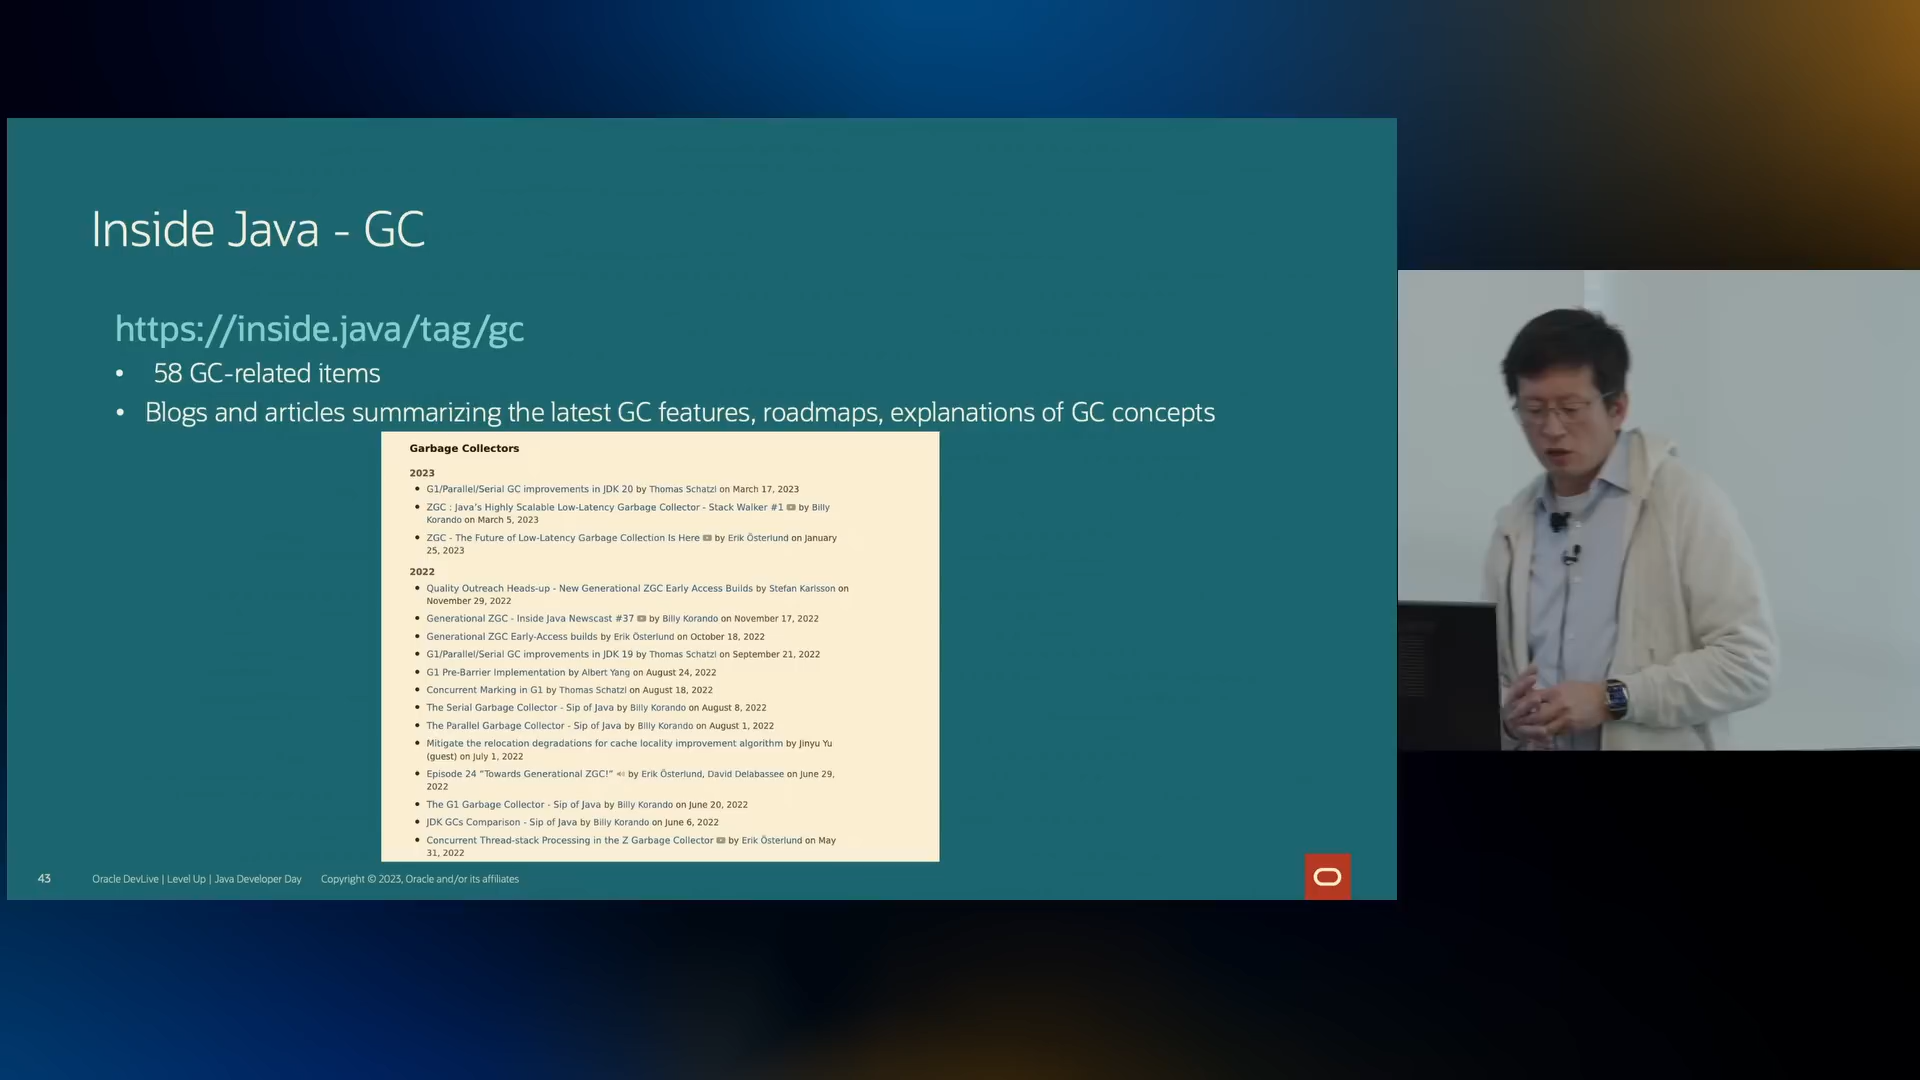 Inside Java - GC
https://inside.java/tag/gc
• 58 GC-related items
• Blogs and articles summarizing the latest GC features, roadmaps, explanations of GC concepts
Garbage Collectors
2023
• G1/Parallel/Serial GC improvements in JDK 20 by Thomas Schatzl on March 17, 2023
• ZGC : Java's Highly Scalable Low-Latency Garbage Collector - Stack Walker #1 by Billy
Korando on March 5, 2023
• ZGC - The Future of Low-Latency Garbage Collection Is Here by Erik Österlund on January
25, 2023
2022
• Quality Outreach Heads-up - New Generational ZGC Early Access Builds by Stefan Karlsson on
November 29, 2022
• Generational ZGC - Inside Java Newscast #37 by Billy Korando on November 17, 2022
• Generational ZGC Early-Access builds by Erik Österlund on October 18, 2022
• G1/Parallel/Serial GC improvements in JDK 19 by Thomas Schatzl on September 21, 2022
• G1 Pre-Barrier Implementation by Albert Yang on August 24, 2022
• Concurrent Marking in G1 by Thomas Schatzl on August 18, 2022
• The Serial Garbage Collector - Sip of Java by Billy Korando on August 8, 2022
• The Parallel Garbage Collector - Sip of Java by Billy Korando on August 1, 2022
• Mitigate the relocation degradations for cache locality improvement algorithm by Jinyu Yu
(guest) on July 1, 2022
• Episode 24 “Towards Generational ZGC!” by Erik Österlund, David Delabassee on June 29,
2022
• The G1 Garbage Collector - Sip of Java by Billy Korando on June 20, 2022
• JDK GCs Comparison - Sip of Java by Billy Korando on June 6, 2022
• Concurrent Thread-stack Processing in the Z Garbage Collector by Erik Österlund on May
31, 2022
43 Oracle DevLive | Level Up | Java Developer Day Copyright © 2023, Oracle and/or its affiliates